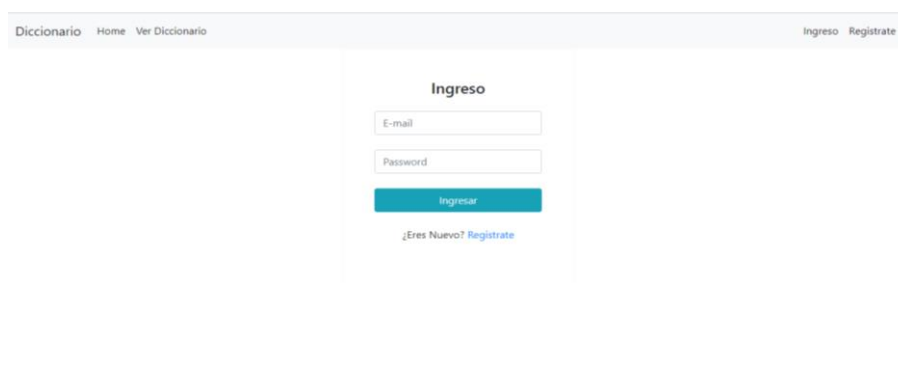 Diccionario Home Ver Diccionario Ingreso Registrate
Ingreso
E-mail
Password
Ingresar
¿Eres Nuevo? Registrate